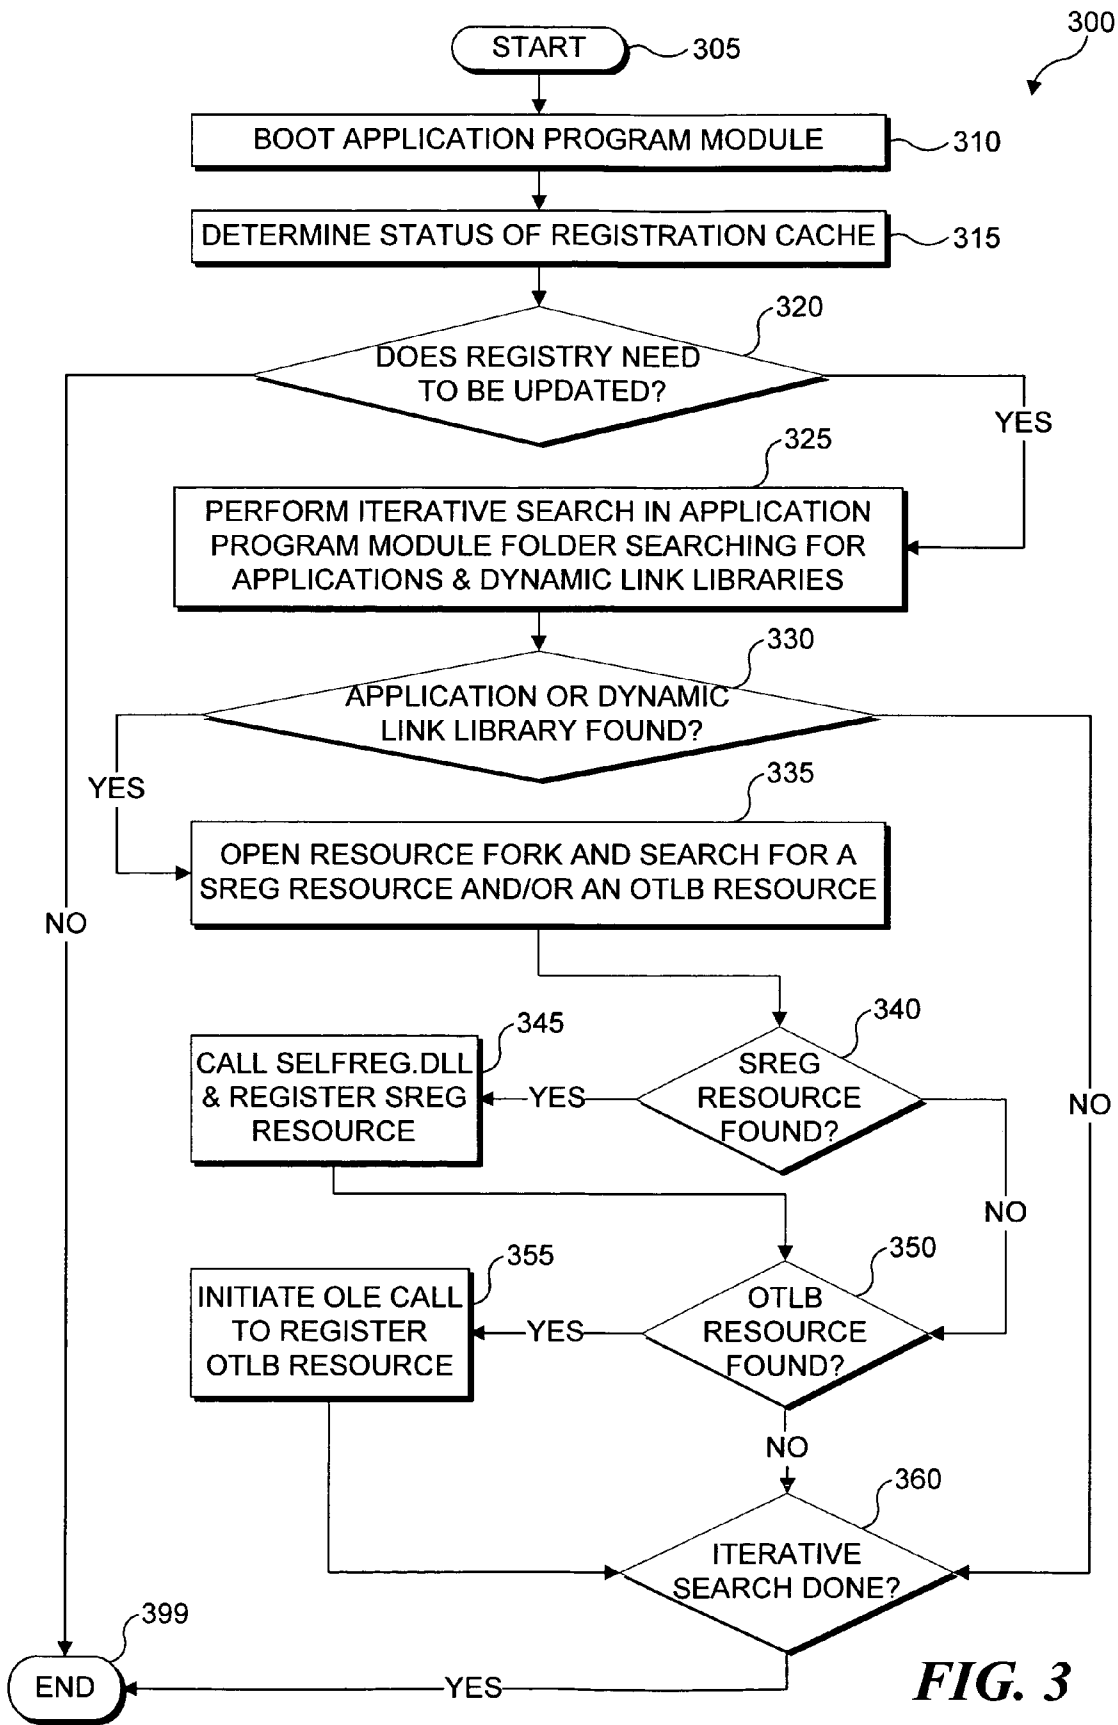 300
START
305
BOOT APPLICATION PROGRAM MODULE
310
DETERMINE STATUS OF REGISTRATION CACHE
315
320
DOES REGISTRY NEED
TO BE UPDATED?
YES
325
PERFORM ITERATIVE SEARCH IN APPLICATION
PROGRAM MODULE FOLDER SEARCHING FOR
APPLICATIONS & DYNAMIC LINK LIBRARIES
330
APPLICATION OR DYNAMIC
LINK LIBRARY FOUND?
YES
335
OPEN RESOURCE FORK AND SEARCH FOR A
SREG RESOURCE AND/OR AN OTLB RESOURCE
NO
340
345
CALL SELFREG.DLL
& REGISTER SREG
RESOURCE
YES
SREG
RESOURCE
FOUND?
NO
NO
350
355
INITIATE OLE CALL
TO REGISTER
OTLB RESOURCE
YES
OTLB
RESOURCE
FOUND?
NO
360
ITERATIVE
SEARCH DONE?
399
END
YES
FIG. 3